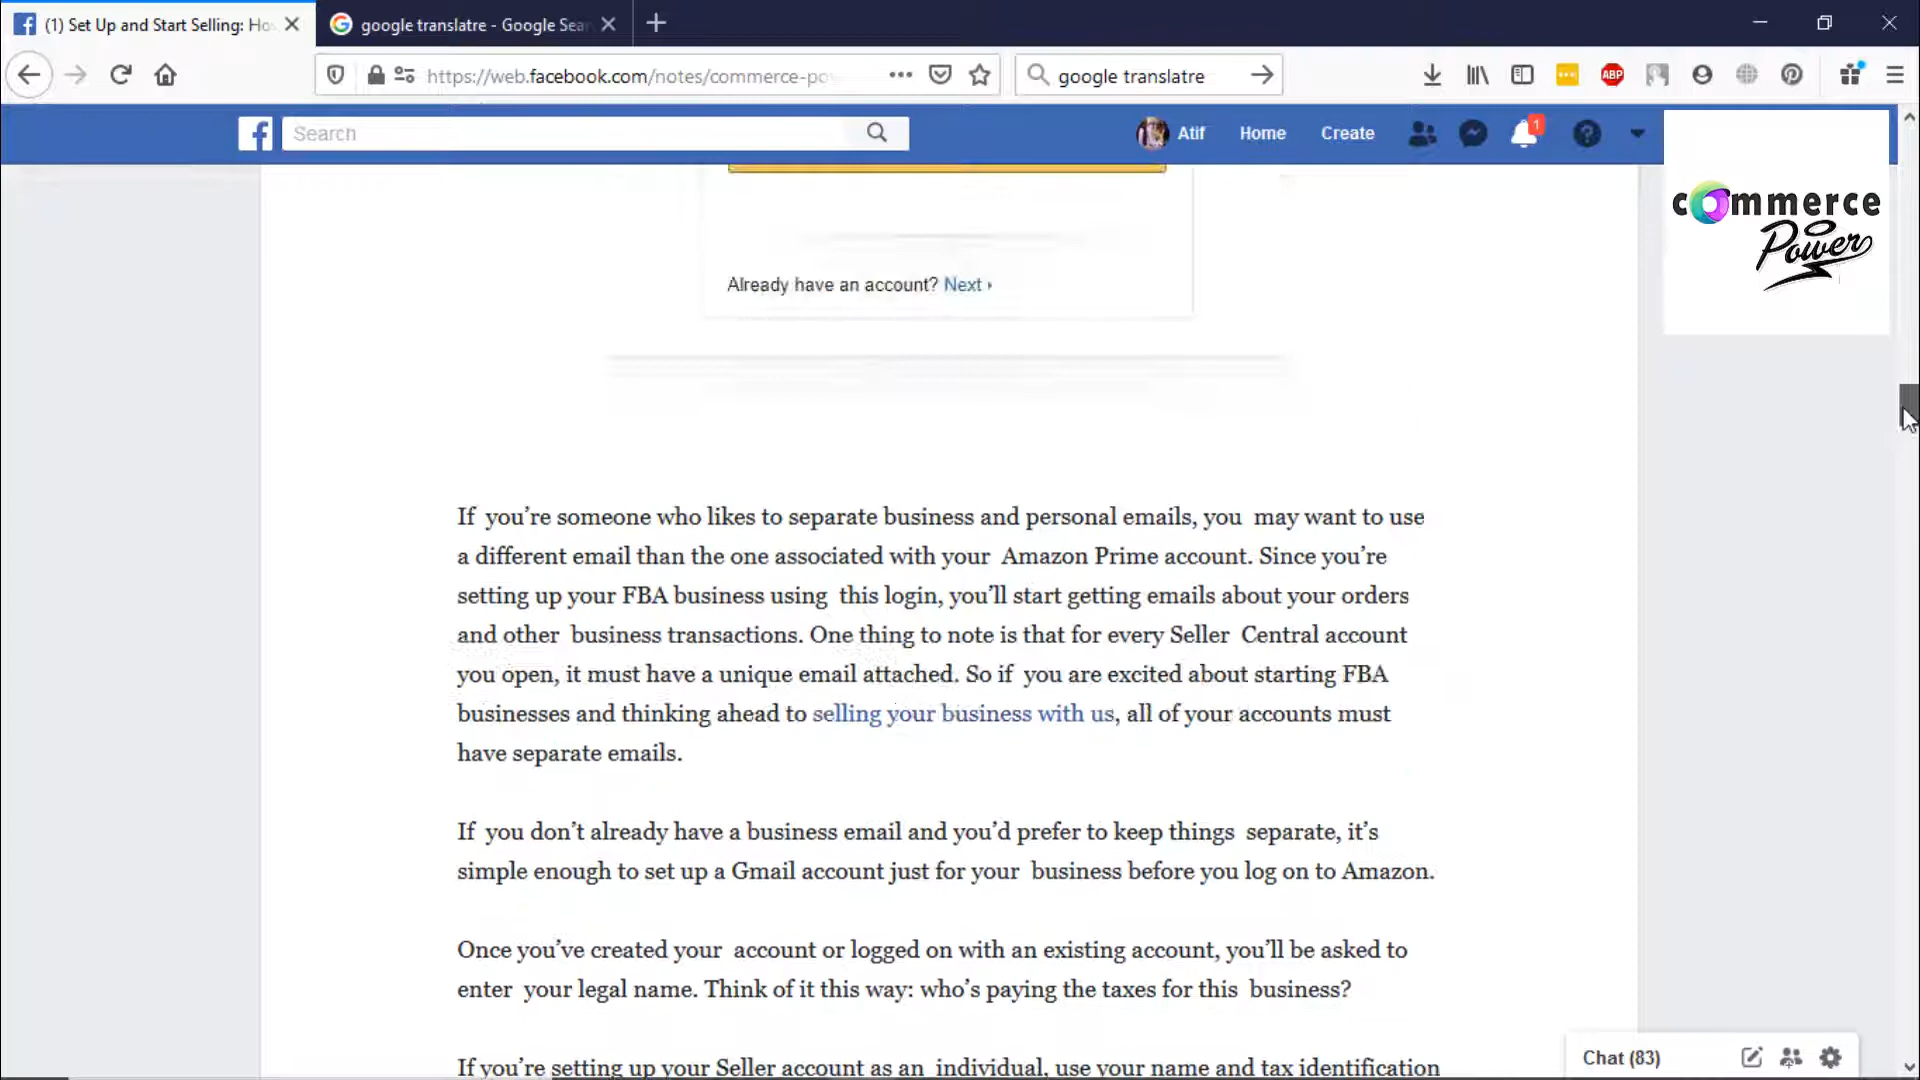 (1) Set Up and Start Selling: Ho
google translatre - Google Sea
https://web.facebook.com/notes/commerce-po
google translatre
ABP
Search
Atif
Home
Create
1
commerce
Power
Already have an account? Next
If you’re someone who likes to separate business and personal emails, you may want to use
a different email than the one associated with your Amazon Prime account. Since you’re
setting up your FBA business using this login, you’ll start getting emails about your orders
and other business transactions. One thing to note is that for every Seller Central account
you open, it must have a unique email attached. So if you are excited about starting FBA
businesses and thinking ahead to selling your business with us, all of your accounts must
have separate emails.
If you don’t already have a business email and you’d prefer to keep things separate, it’s
simple enough to set up a Gmail account just for your business before you log on to Amazon.
Once you’ve created your account or logged on with an existing account, you’ll be asked to
enter your legal name. Think of it this way: who’s paying the taxes for this business?
If you’re setting up your Seller account as an individual, use your name and tax identification
Chat (83)